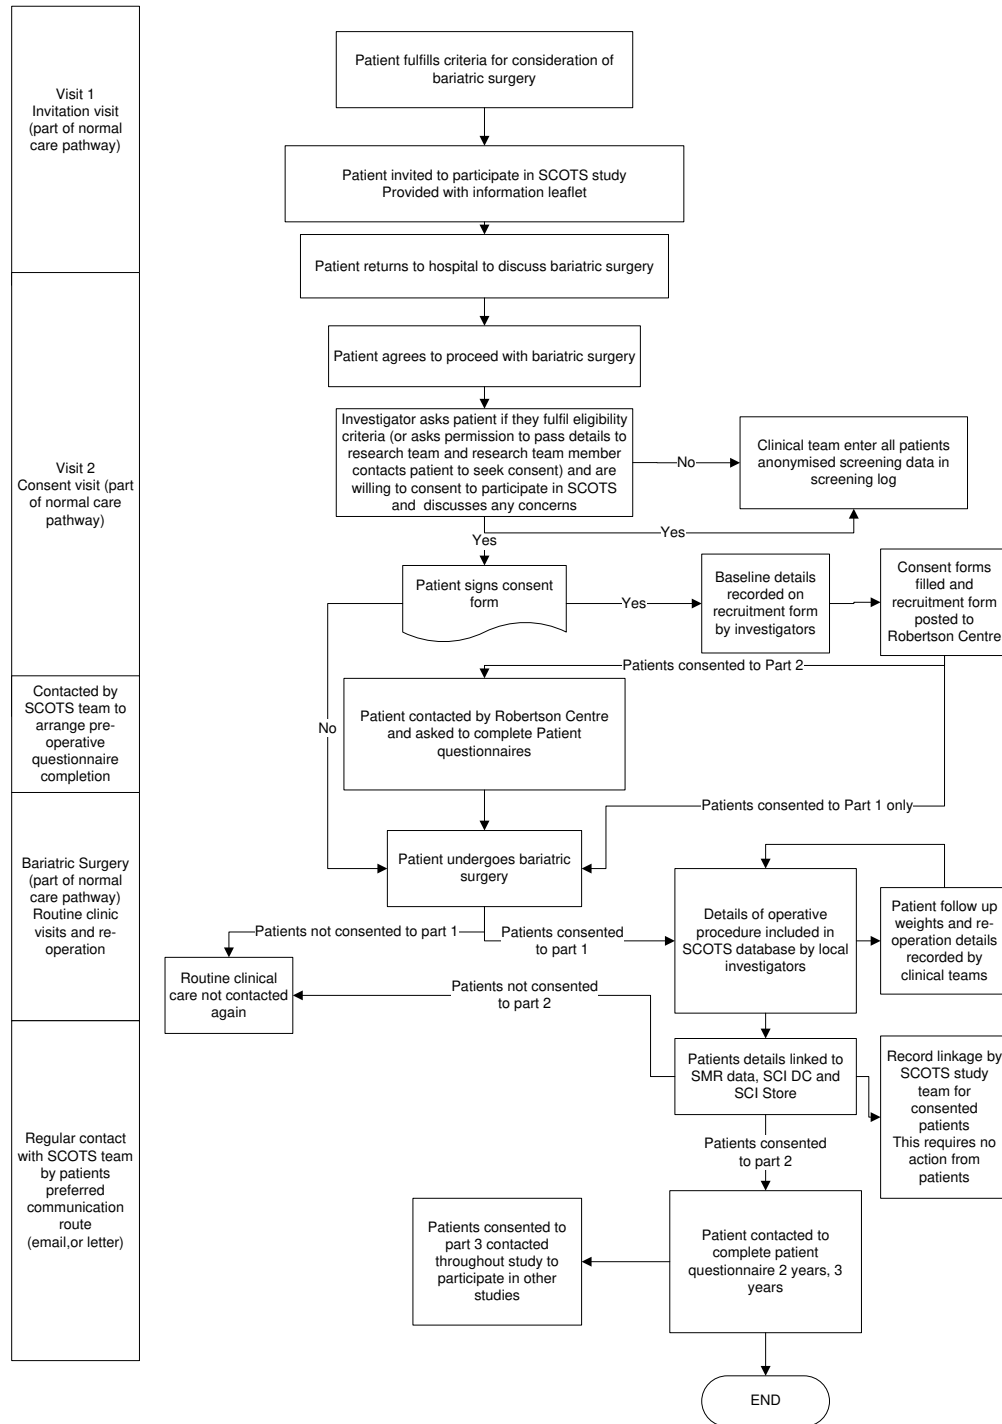 Visit 1
Invitation visit
(part of normal
care pathway)
Patient fulfills criteria for consideration of
bariatric surgery
Patient invited to participate in SCOTS study
Provided with information leaflet
Patient returns to hospital to discuss bariatric surgery
Visit 2
Consent visit (part
of normal care
pathway)
Patient agrees to proceed with bariatric surgery
Investigator asks patient if they fulfil eligibility
criteria (or asks permission to pass details to
research team and research team member
contacts patient to seek consent) and are
willing to consent to participate in SCOTS
and discusses any concerns
No
Clinical team enter all patients
anonymised screening data in
screening log
Yes
Yes
Patient signs consent
form
Yes
Baseline details
recorded on
recruitment form
by investigators
Consent forms
filled and
recruitment form
posted to
Robertson Centre
Patients consented to Part 2
Contacted by
SCOTS team to
arrange pre-
operative
questionnaire
completion
No
Patient contacted by Robertson Centre
and asked to complete Patient
questionnaires
Patients consented to Part 1 only
Bariatric Surgery
(part of normal
care pathway)
Routine clinic
visits and re-
operation
Patient undergoes bariatric
surgery
Patients not consented to part 1
Patients consented
to part 1
Details of operative
procedure included in
SCOTS database by local
investigators
Patient follow up
weights and re-
operation details
recorded by
clinical teams
Routine clinical
care not contacted
again
Patients not consented
to part 2
Patients details linked to
SMR data, SCI DC and
SCI Store
Record linkage by
SCOTS study
team for
consented
patients
This requires no
action from
patients
Regular contact
with SCOTS team
by patients
preferred
communication
route
(email,or letter)
Patients consented
to part 2
Patients consented to
part 3 contacted
throughout study to
participate in other
studies
Patient contacted to
complete patient
questionnaire 2 years, 3
years
END